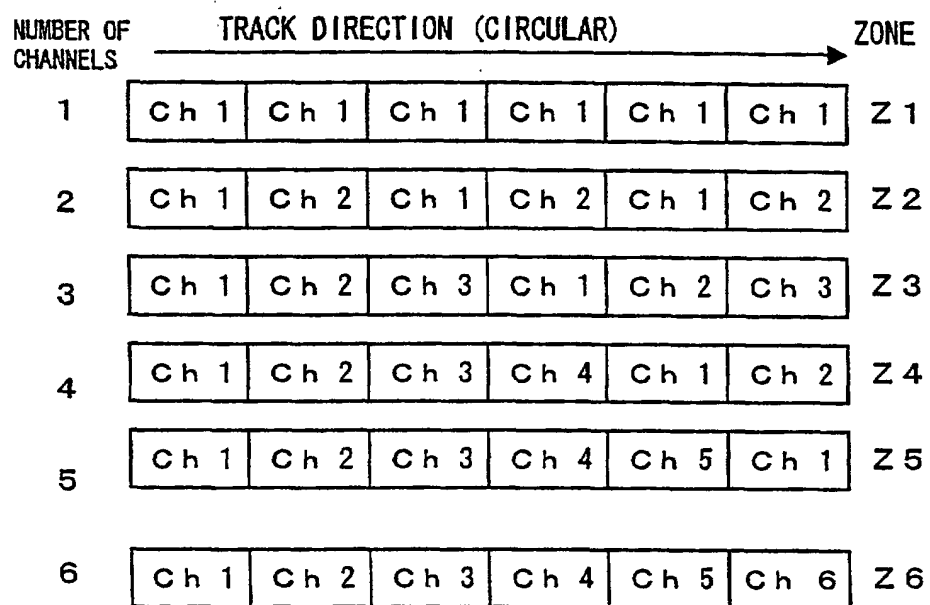 NUMBER OF CHANNELS TRACK DIRECTION (CIRCULAR) ZONE
1 Ch 1 Ch 1 Ch 1 Ch 1 Ch 1 Ch 1 Z 1
2 Ch 1 Ch 2 Ch 1 Ch 2 Ch 1 Ch 2 Z 2
3 Ch 1 Ch 2 Ch 3 Ch 1 Ch 2 Ch 3 Z 3
4 Ch 1 Ch 2 Ch 3 Ch 4 Ch 1 Ch 2 Z 4
5 Ch 1 Ch 2 Ch 3 Ch 4 Ch 5 Ch 1 Z 5
6 Ch 1 Ch 2 Ch 3 Ch 4 Ch 5 Ch 6 Z 6